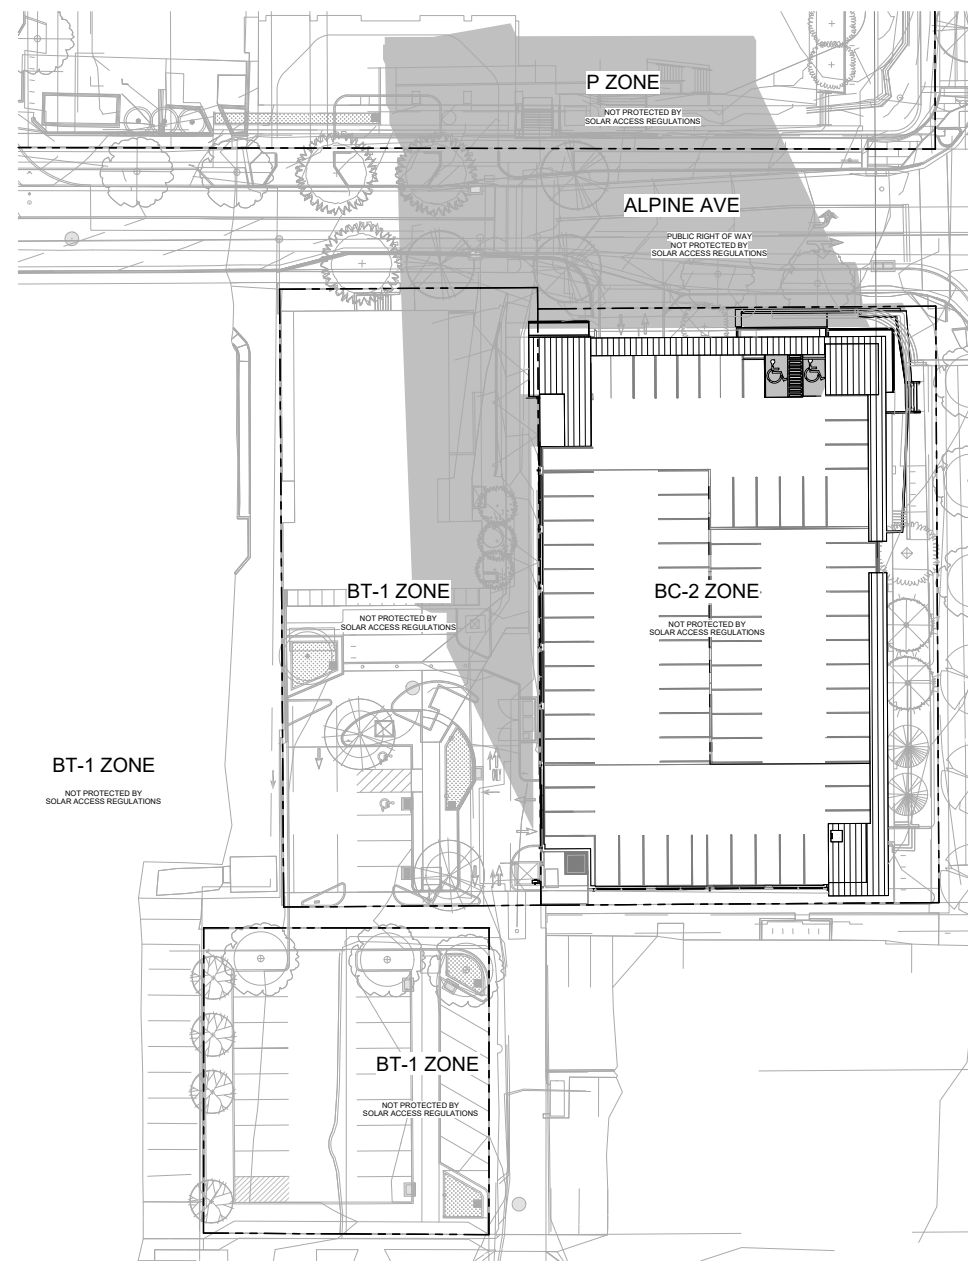 P ZONE
NOT PROTECTED BY
SOLAR ACCESS REGULATIONS
ALPINE AVE
PUBLIC RIGHT OF WAY
NOT PROTECTED BY
SOLAR ACCESS REGULATIONS
BT-1 ZONE
NOT PROTECTED BY
SOLAR ACCESS REGULATIONS
BC-2 ZONE
NOT PROTECTED BY
SOLAR ACCESS REGULATIONS
BT-1 ZONE
NOT PROTECTED BY
SOLAR ACCESS REGULATIONS
BT-1 ZONE
NOT PROTECTED BY
SOLAR ACCESS REGULATIONS